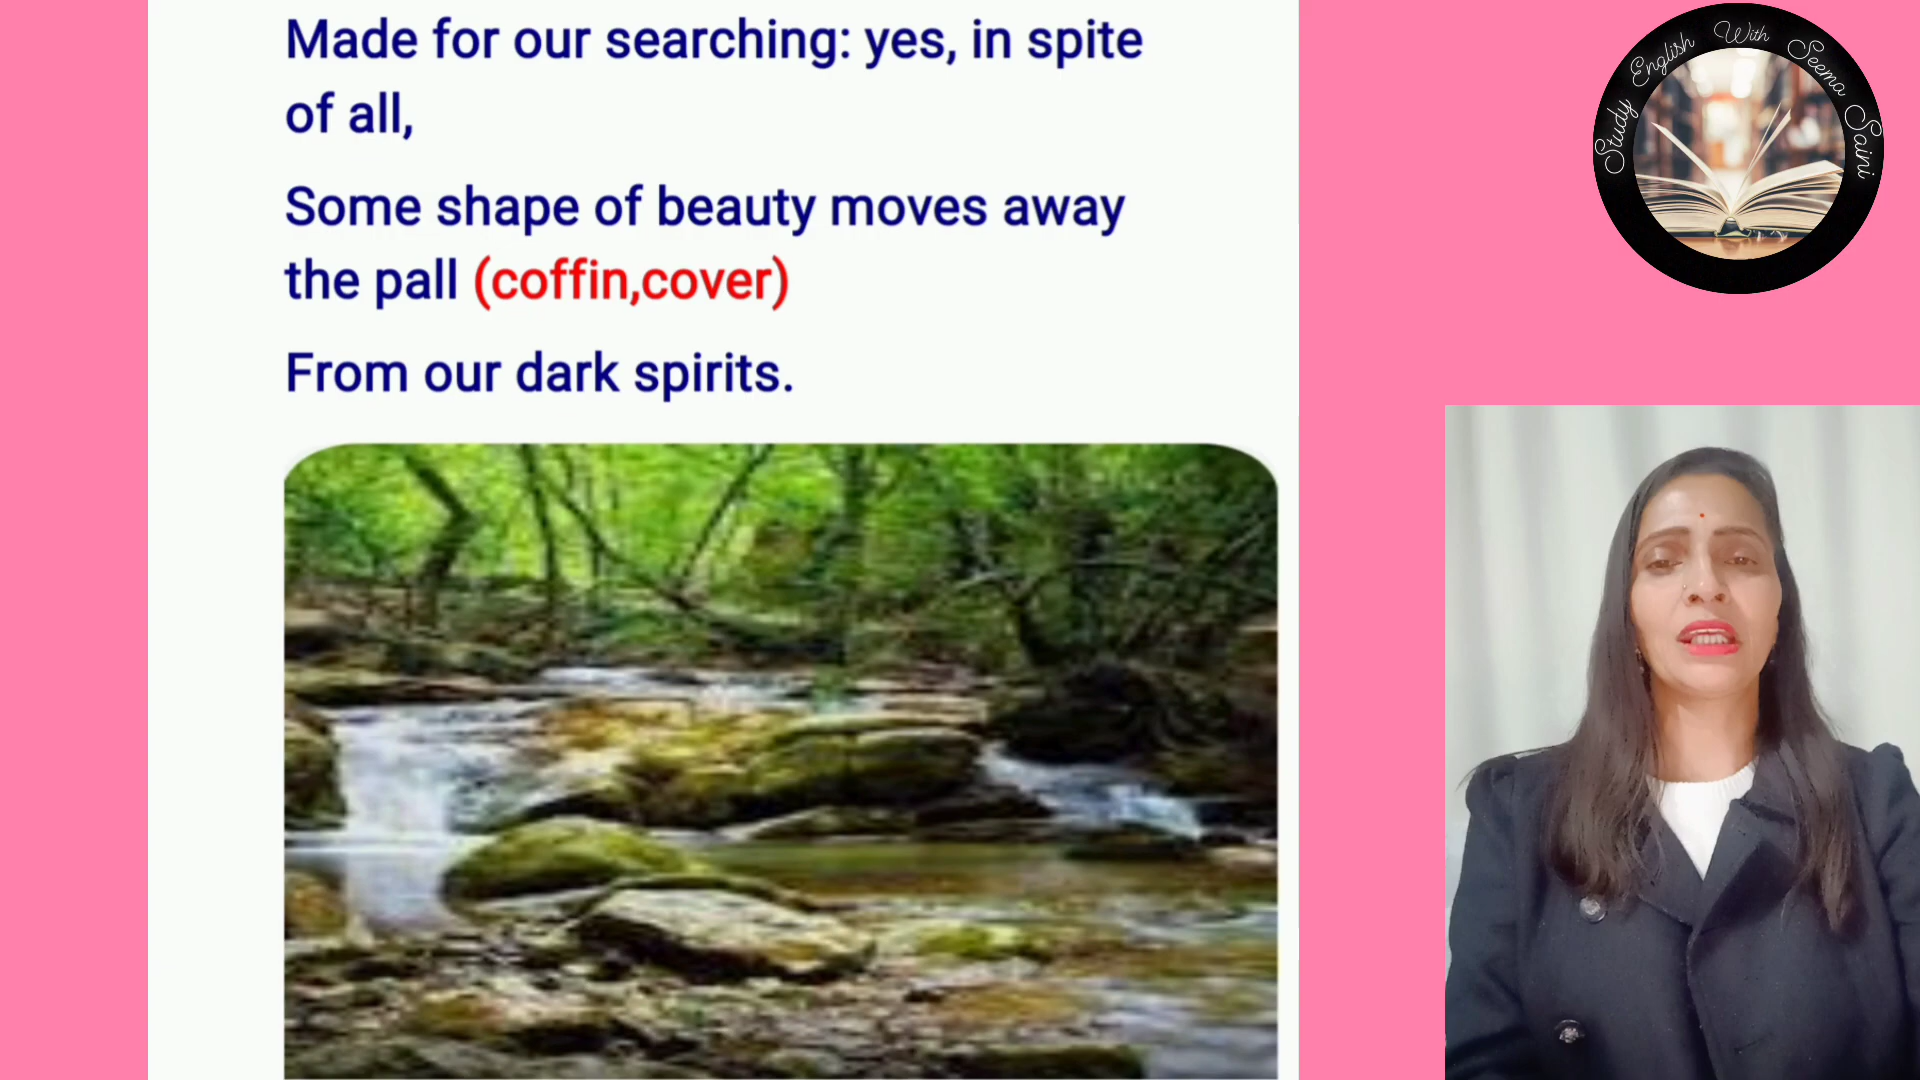 Made for our searching: yes, in spite
of all,
Some shape of beauty moves away
the pall (coffin,cover)
From our dark spirits.
Study English With Seema Saini